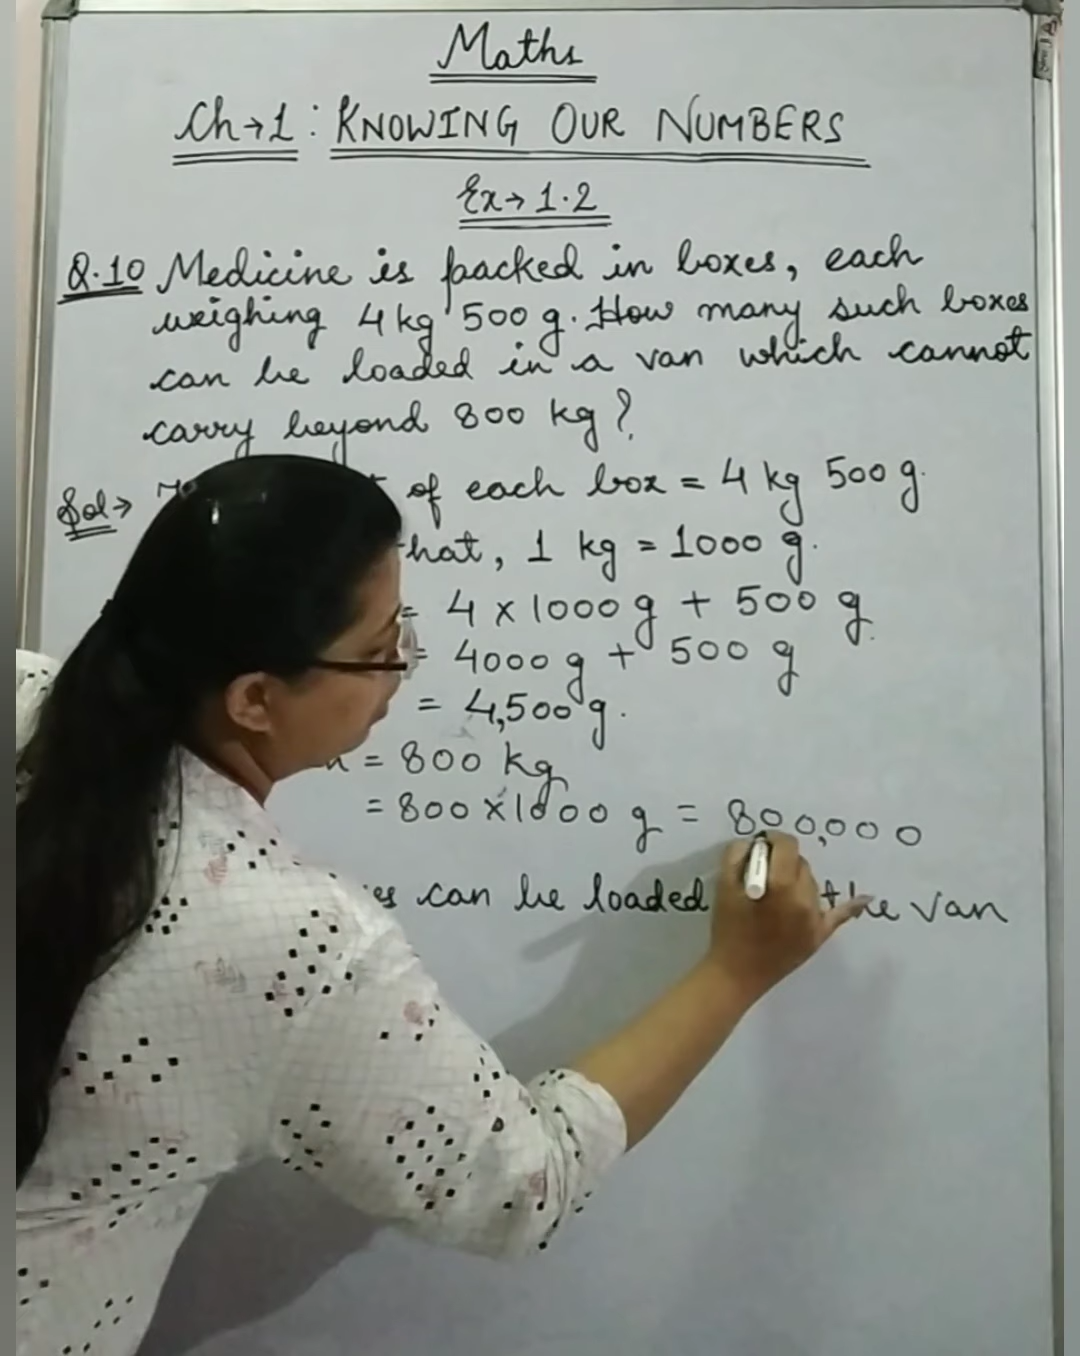 Maths
Ch→1 : KNOWING OUR NUMBERS
Ex→ 1.2
Q.10 Medicine is packed in boxes, each
weighing 4 kg 500 g. How many such boxes
can be loaded in a van which cannot
carry beyond 800 kg?
Sol→ of each box = 4 kg 500 g.
that, 1 kg = 1000 g.
= 4 × 1000 g + 500 g
= 4000 g + 500 g
= 4,500 g.
= 800 kg
= 800 × 1000 g = 800,000
can be loaded the van